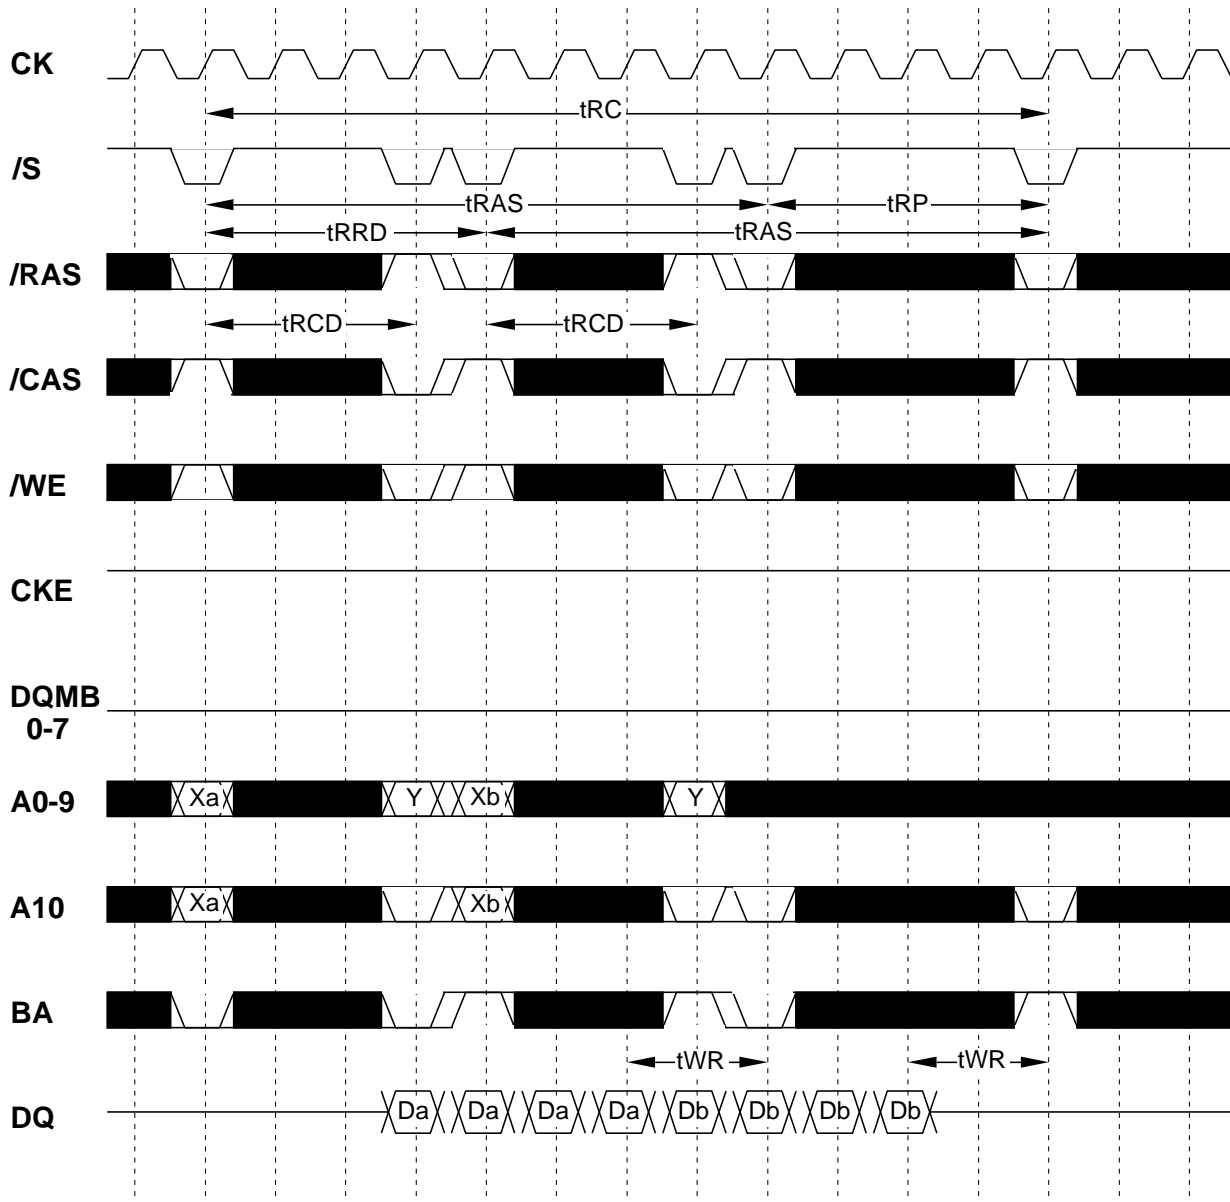 CK
tRC
/S
tRAS tRP
tRRD tRAS
/RAS
tRCD tRCD
/CAS
/WE
CKE
DQMB
0-7
A0-9 Xa Y Xb Y
A10 Xa Xb
BA
tWR tWR
DQ Da Da Da Da Db Db Db Db